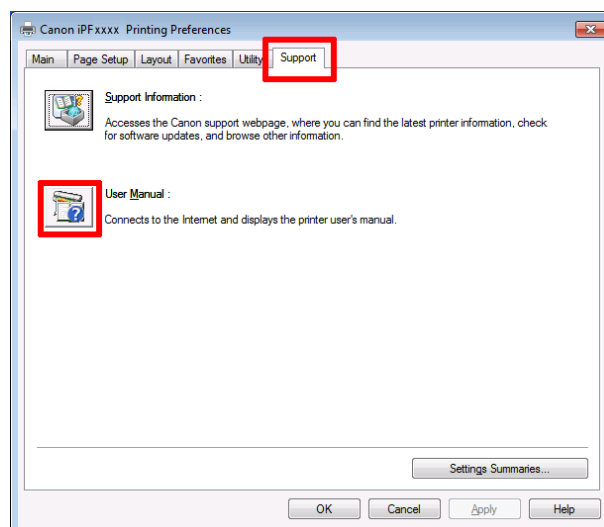 Canon iPFxxxx Printing Preferences
Main Page Setup Layout Favorites Utility Support
Support Information :
Accesses the Canon support webpage, where you can find the latest printer information, check
for software updates, and browse other information.
User Manual :
Connects to the Internet and displays the printer user's manual.
Settings Summaries...
OK Cancel Apply Help